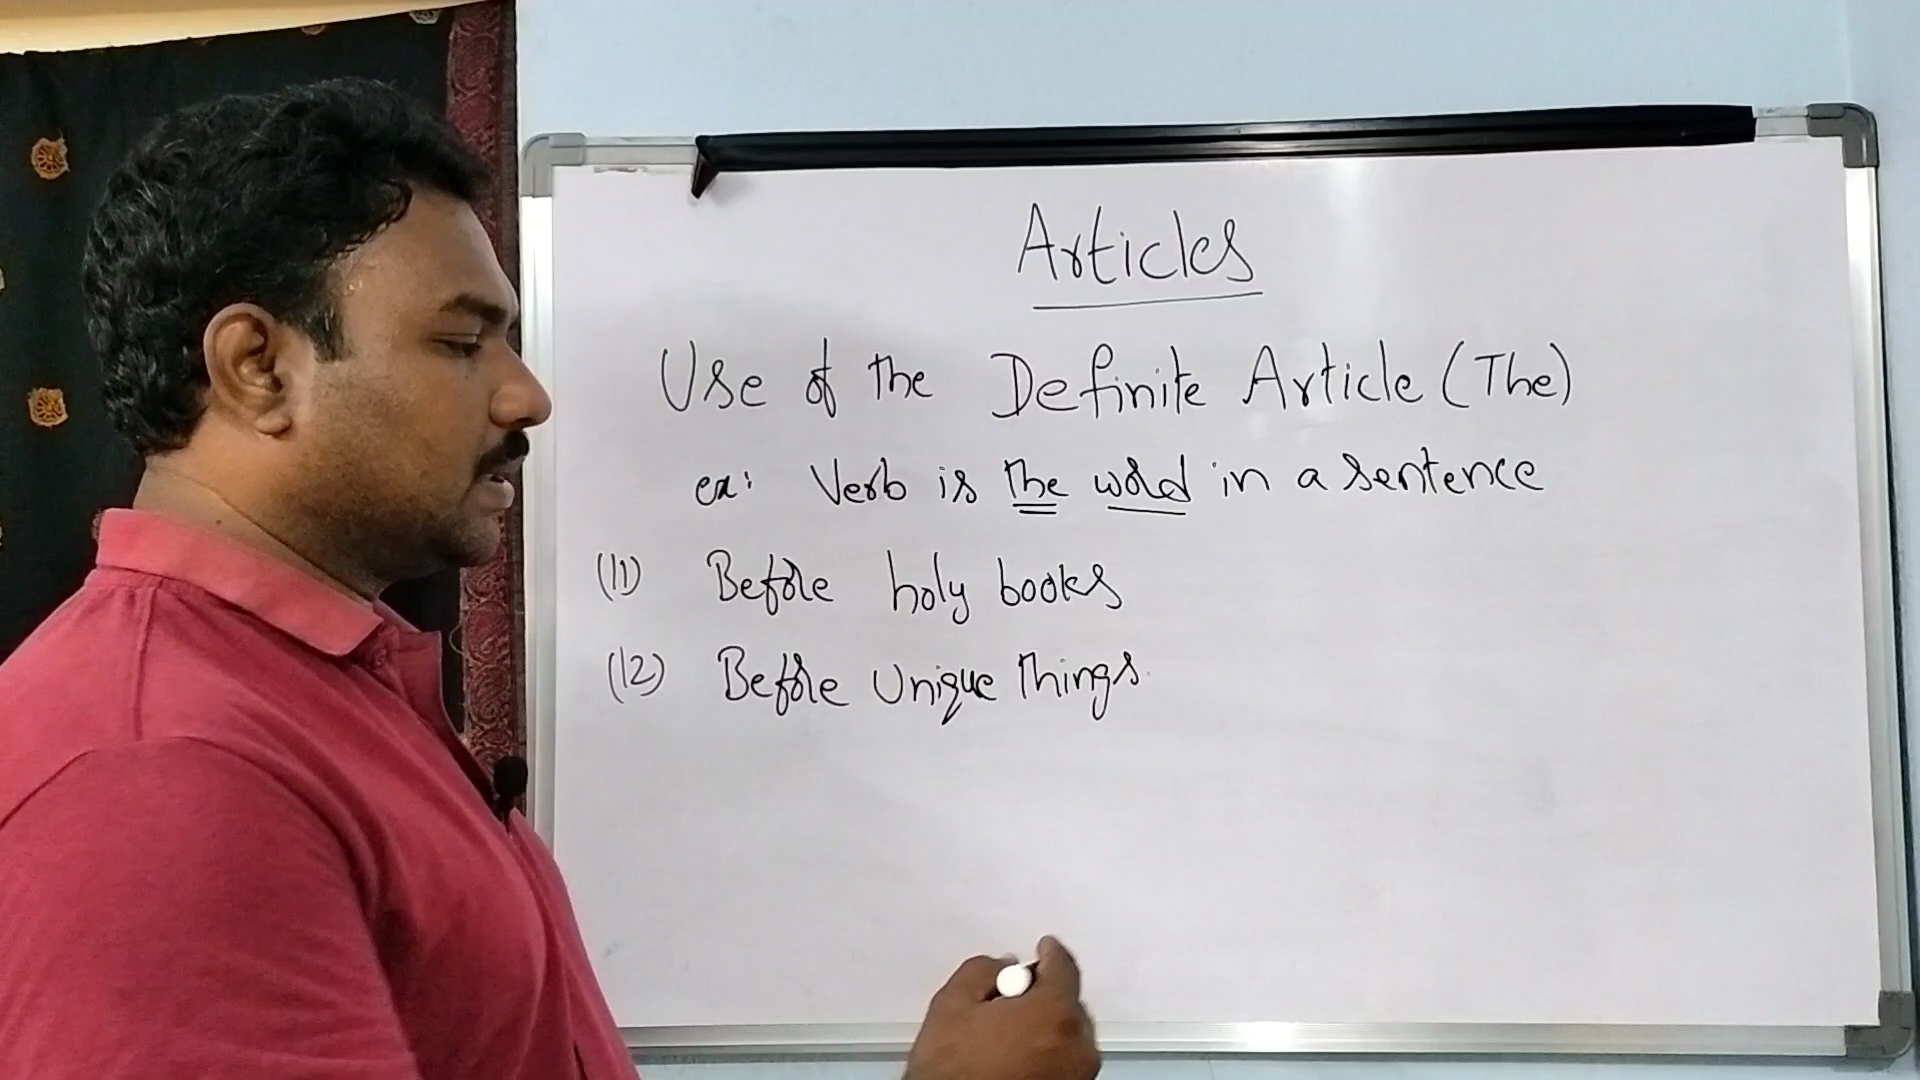 Articles
Use of the Definite Article (The)
ex: Verb is the word in a sentence
(11) Before holy books
(12) Before Unique things.